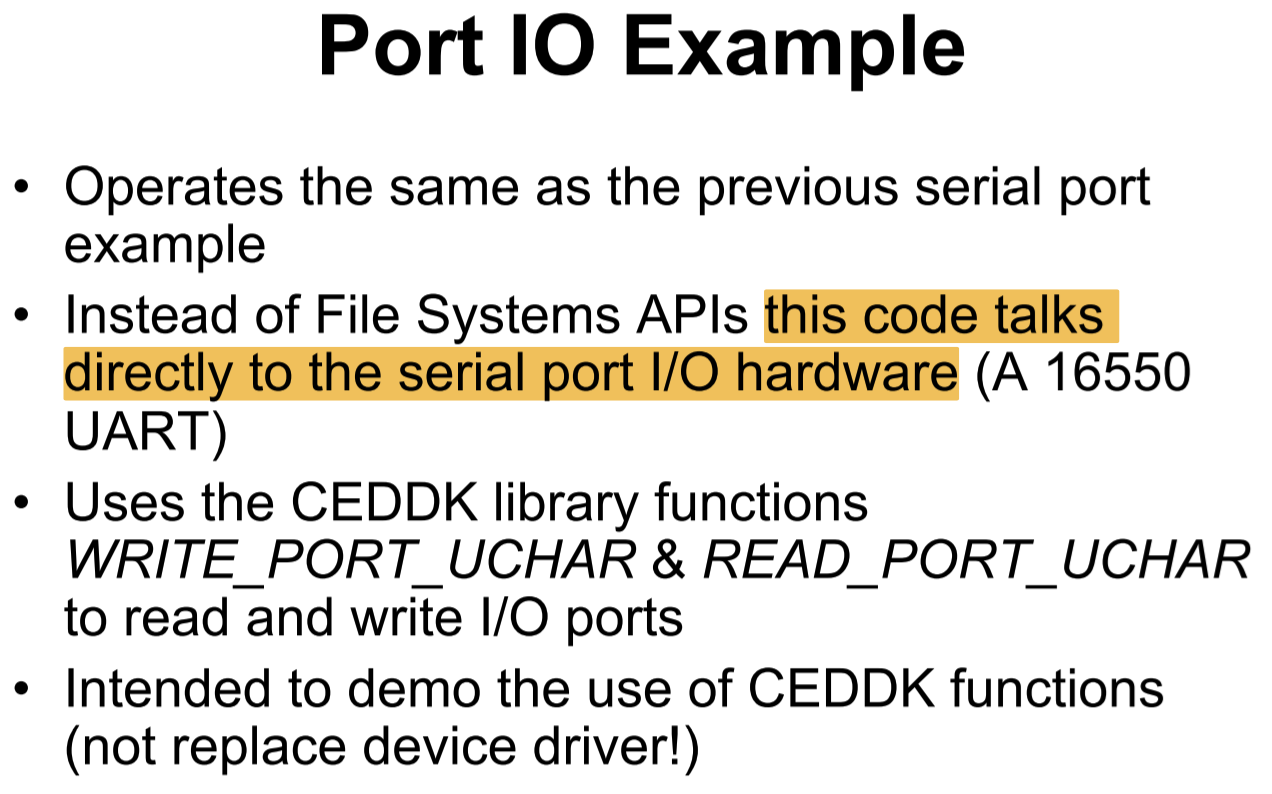 Port IO Example
• Operates the same as the previous serial port
example
• Instead of File Systems APIs this code talks
directly to the serial port I/O hardware (A 16550
UART)
• Uses the CEDDK library functions
WRITE_PORT_UCHAR & READ_PORT_UCHAR
to read and write I/O ports
• Intended to demo the use of CEDDK functions
(not replace device driver!)